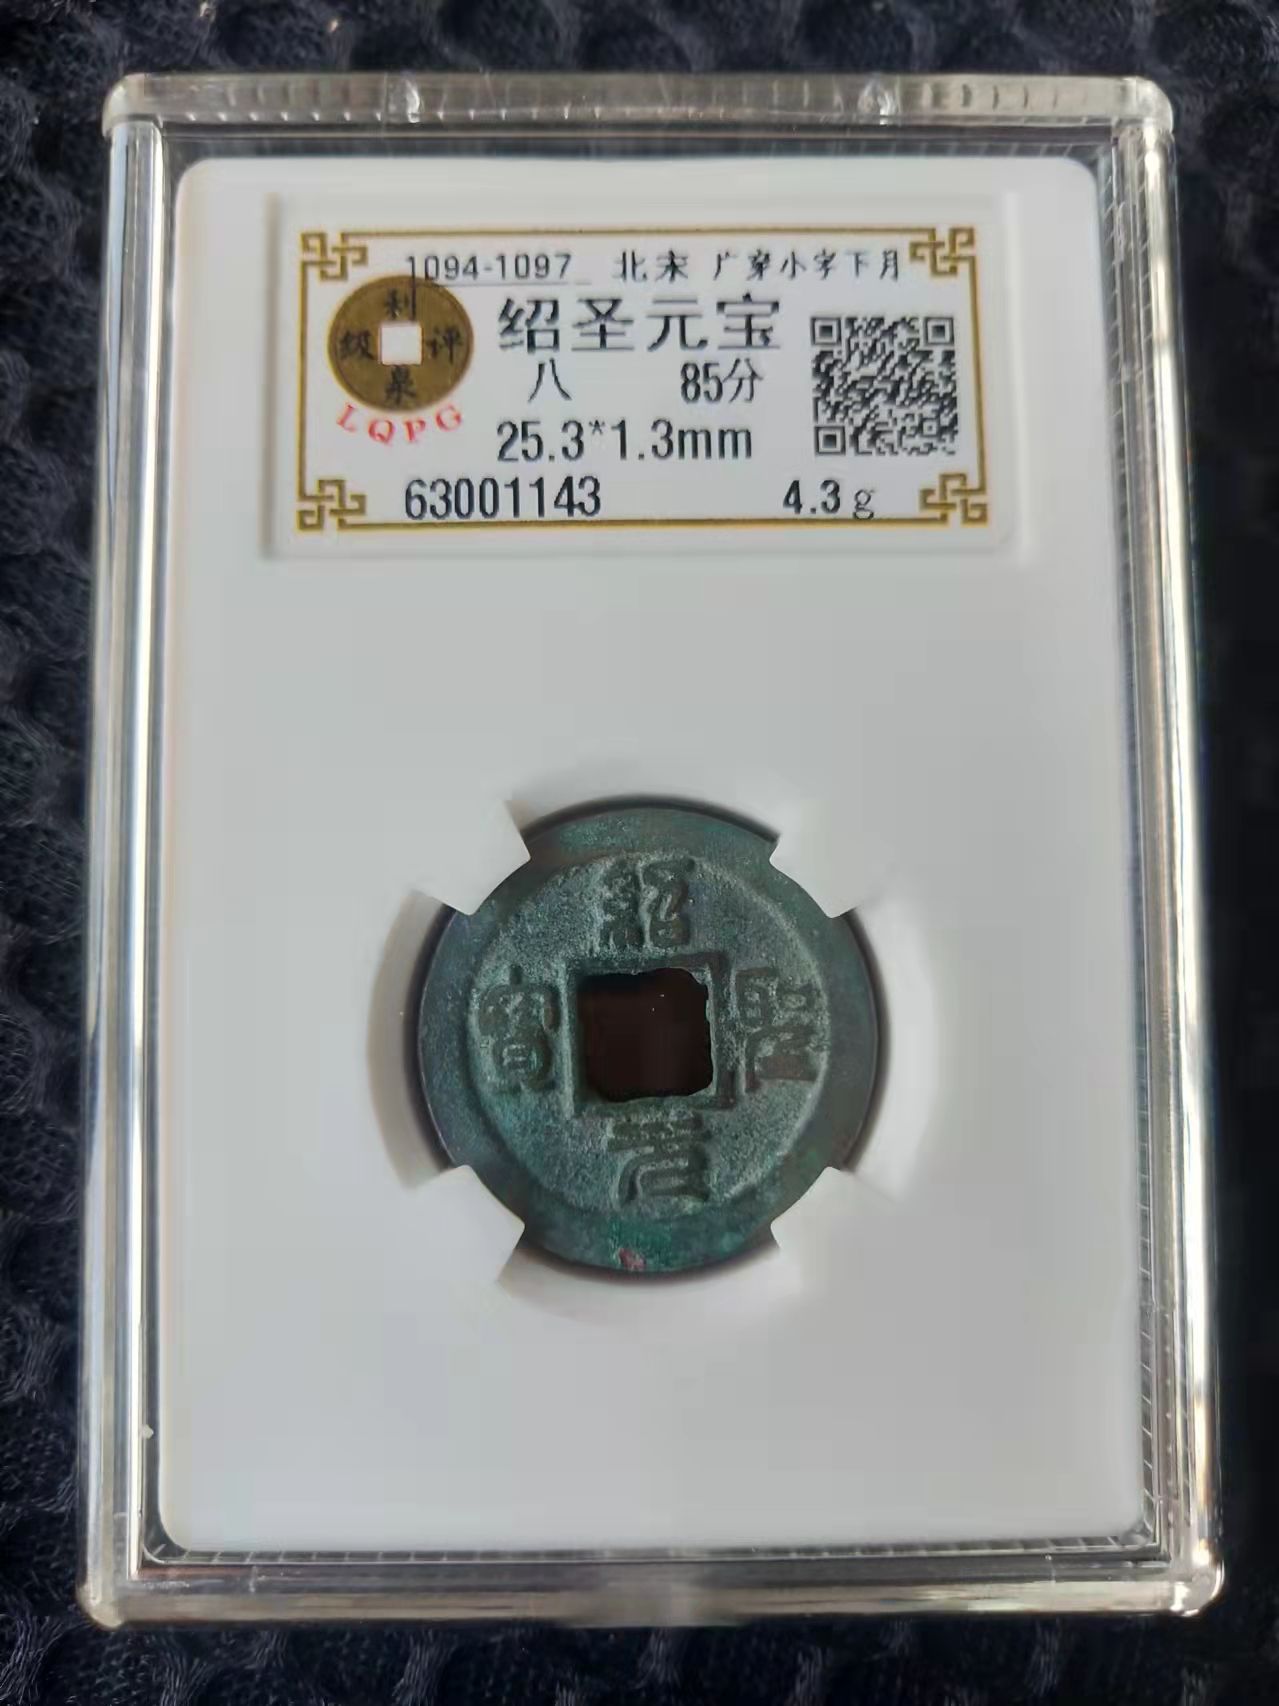 1094-1097 北宋 广穿小字下月
利
级 评
泉
LQPG
绍圣元宝
八 85分
25.3*1.3mm
63001143 4.3g
紹
寶 聖
元